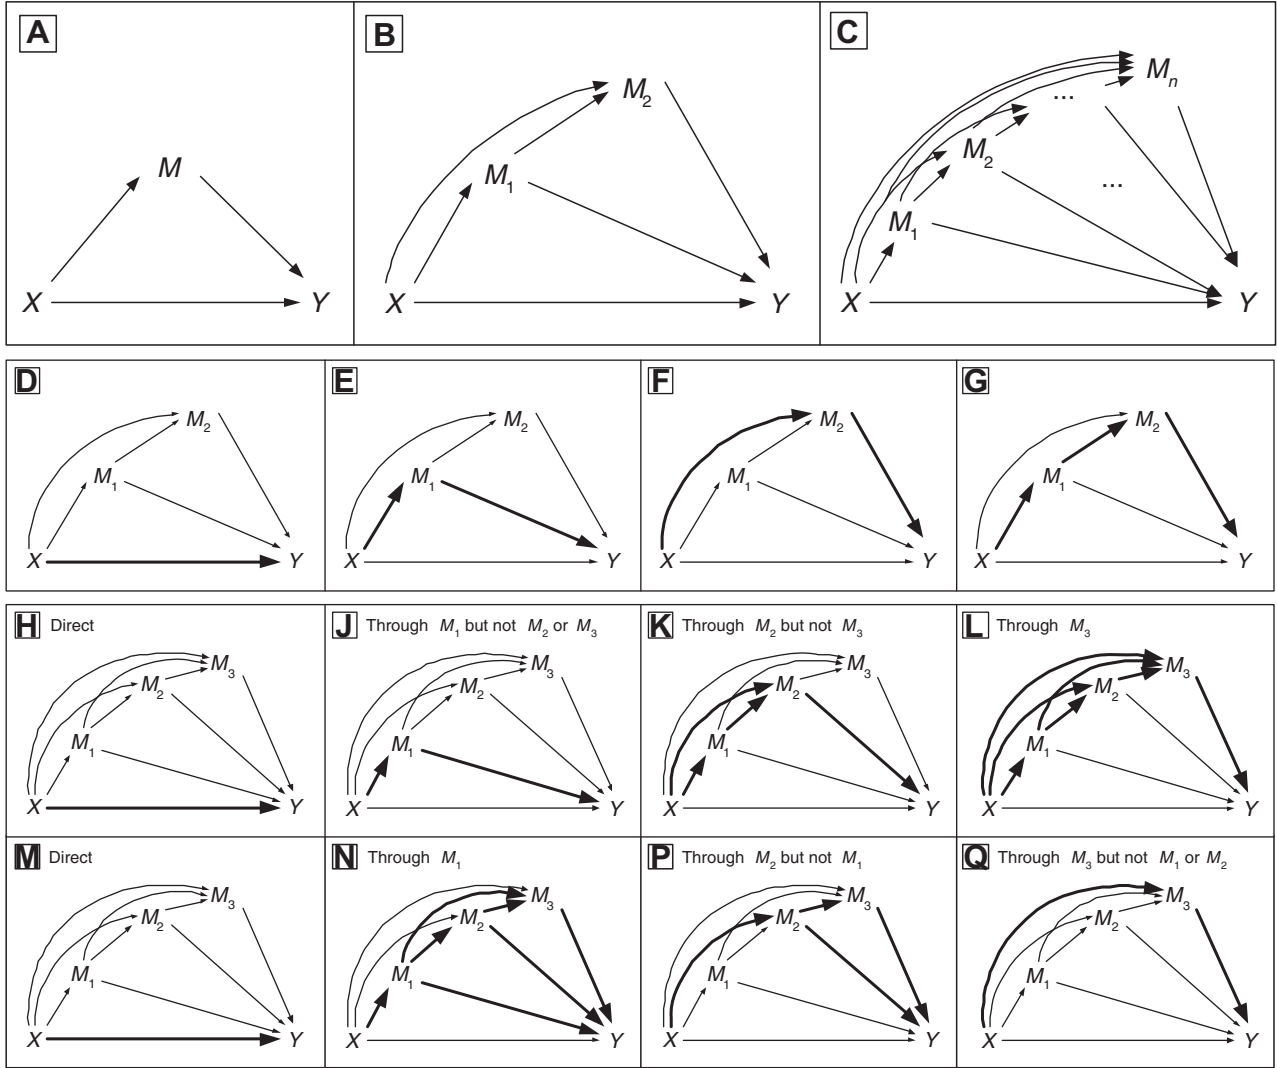 A
M
X
Y
B
M2
M1
X
Y
C
Mn
...
M2
...
M1
X
Y
D
M2
M1
X
Y
E
M2
M1
X
Y
F
M2
M1
X
Y
G
M2
M1
X
Y
H Direct
M3
M2
M1
X
Y
J Through M1 but not M2 or M3
M3
M2
M1
X
Y
K Through M2 but not M3
M3
M2
M1
X
Y
L Through M3
M3
M2
M1
X
Y
M Direct
M3
M2
M1
X
Y
N Through M1
M3
M2
M1
X
Y
P Through M2 but not M1
M3
M2
M1
X
Y
Q Through M3 but not M1 or M2
M3
M2
M1
X
Y